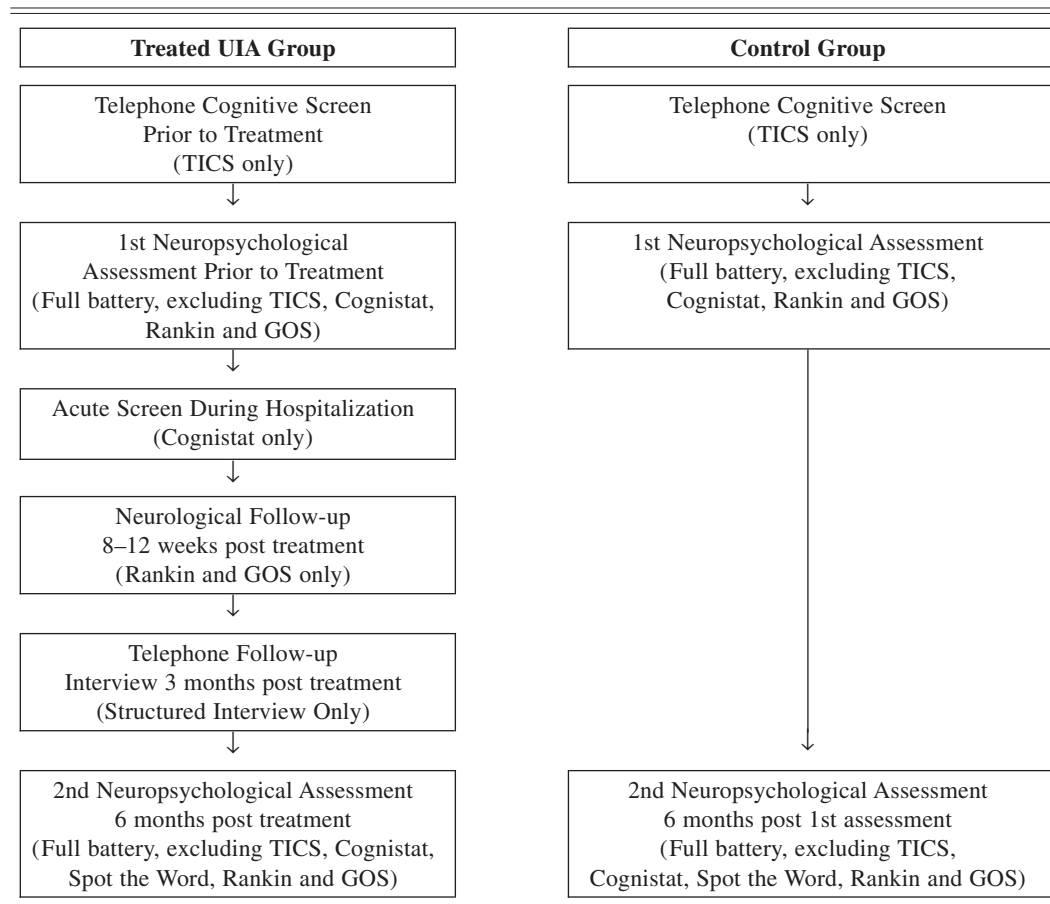 Treated UIA Group
Telephone Cognitive Screen
Prior to Treatment
(TICS only)
1st Neuropsychological
Assessment Prior to Treatment
(Full battery, excluding TICS, Cognistat,
Rankin and GOS)
Acute Screen During Hospitalization
(Cognistat only)
Neurological Follow-up
8–12 weeks post treatment
(Rankin and GOS only)
Telephone Follow-up
Interview 3 months post treatment
(Structured Interview Only)
2nd Neuropsychological Assessment
6 months post treatment
(Full battery, excluding TICS, Cognistat,
Spot the Word, Rankin and GOS)
Control Group
Telephone Cognitive Screen
(TICS only)
1st Neuropsychological Assessment
(Full battery, excluding TICS,
Cognistat, Rankin and GOS)
2nd Neuropsychological Assessment
6 months post 1st assessment
(Full battery, excluding TICS,
Cognistat, Spot the Word, Rankin and GOS)